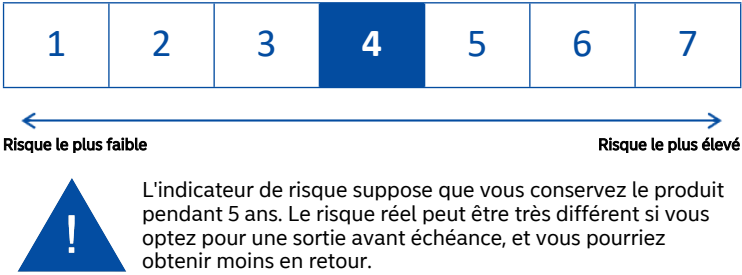 1 2 3 4 5 6 7
Risque le plus faible Risque le plus élevé
!
L'indicateur de risque suppose que vous conservez le produit
pendant 5 ans. Le risque réel peut être très différent si vous
optez pour une sortie avant échéance, et vous pourriez
obtenir moins en retour.